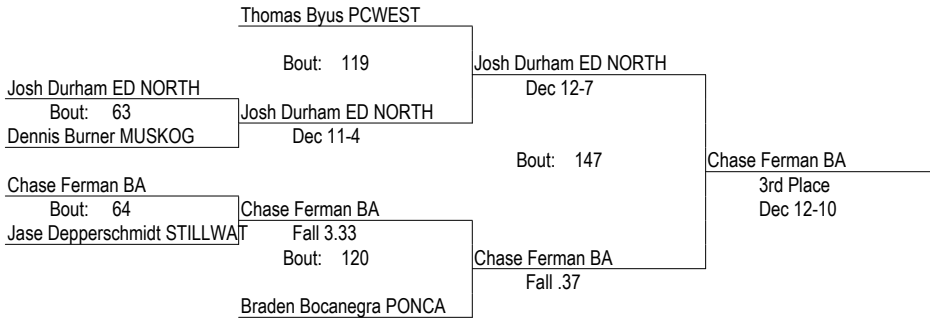 Thomas Byus PCWEST
Bout: 119
Josh Durham ED NORTH
Dec 12-7
Josh Durham ED NORTH
Bout: 63
Josh Durham ED NORTH
Dennis Burner MUSKOG
Dec 11-4
Bout: 147
Chase Ferman BA
3rd Place
Dec 12-10
Chase Ferman BA
Bout: 64
Chase Ferman BA
Jase Depperschmidt STILLWAT
Fall 3.33
Bout: 120
Chase Ferman BA
Fall .37
Braden Bocanegra PONCA